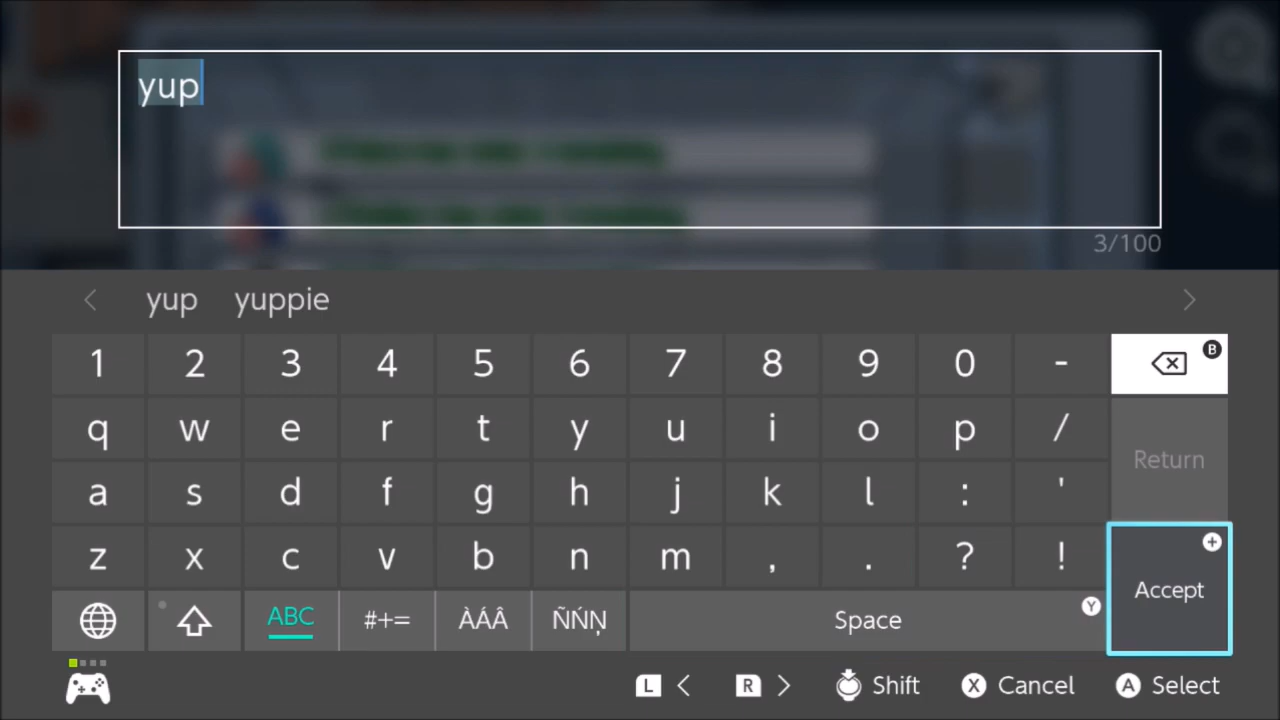 yup
3/100
yup yuppie
1 2 3 4 5 6 7 8 9 0 - B
q w e r t y u i o p /
Return
a s d f g h j k l : '
z x c v b n m , . ? ! +
Accept
ABC #+= ÀÁÂ ÑŃŅ Space Y
L R Shift X Cancel A Select